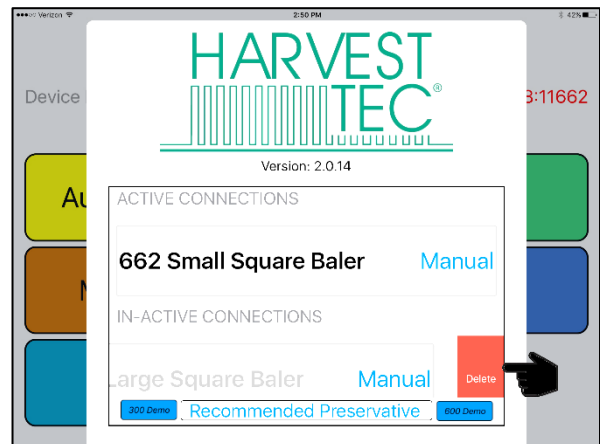 Verizon 2:50 PM 42%
HARVEST
TEC®
Device 3:11662
Version: 2.0.14
Au
ACTIVE CONNECTIONS
662 Small Square Baler Manual
IN-ACTIVE CONNECTIONS
Large Square Baler Manual Delete
300 Demo Recommended Preservative 600 Demo